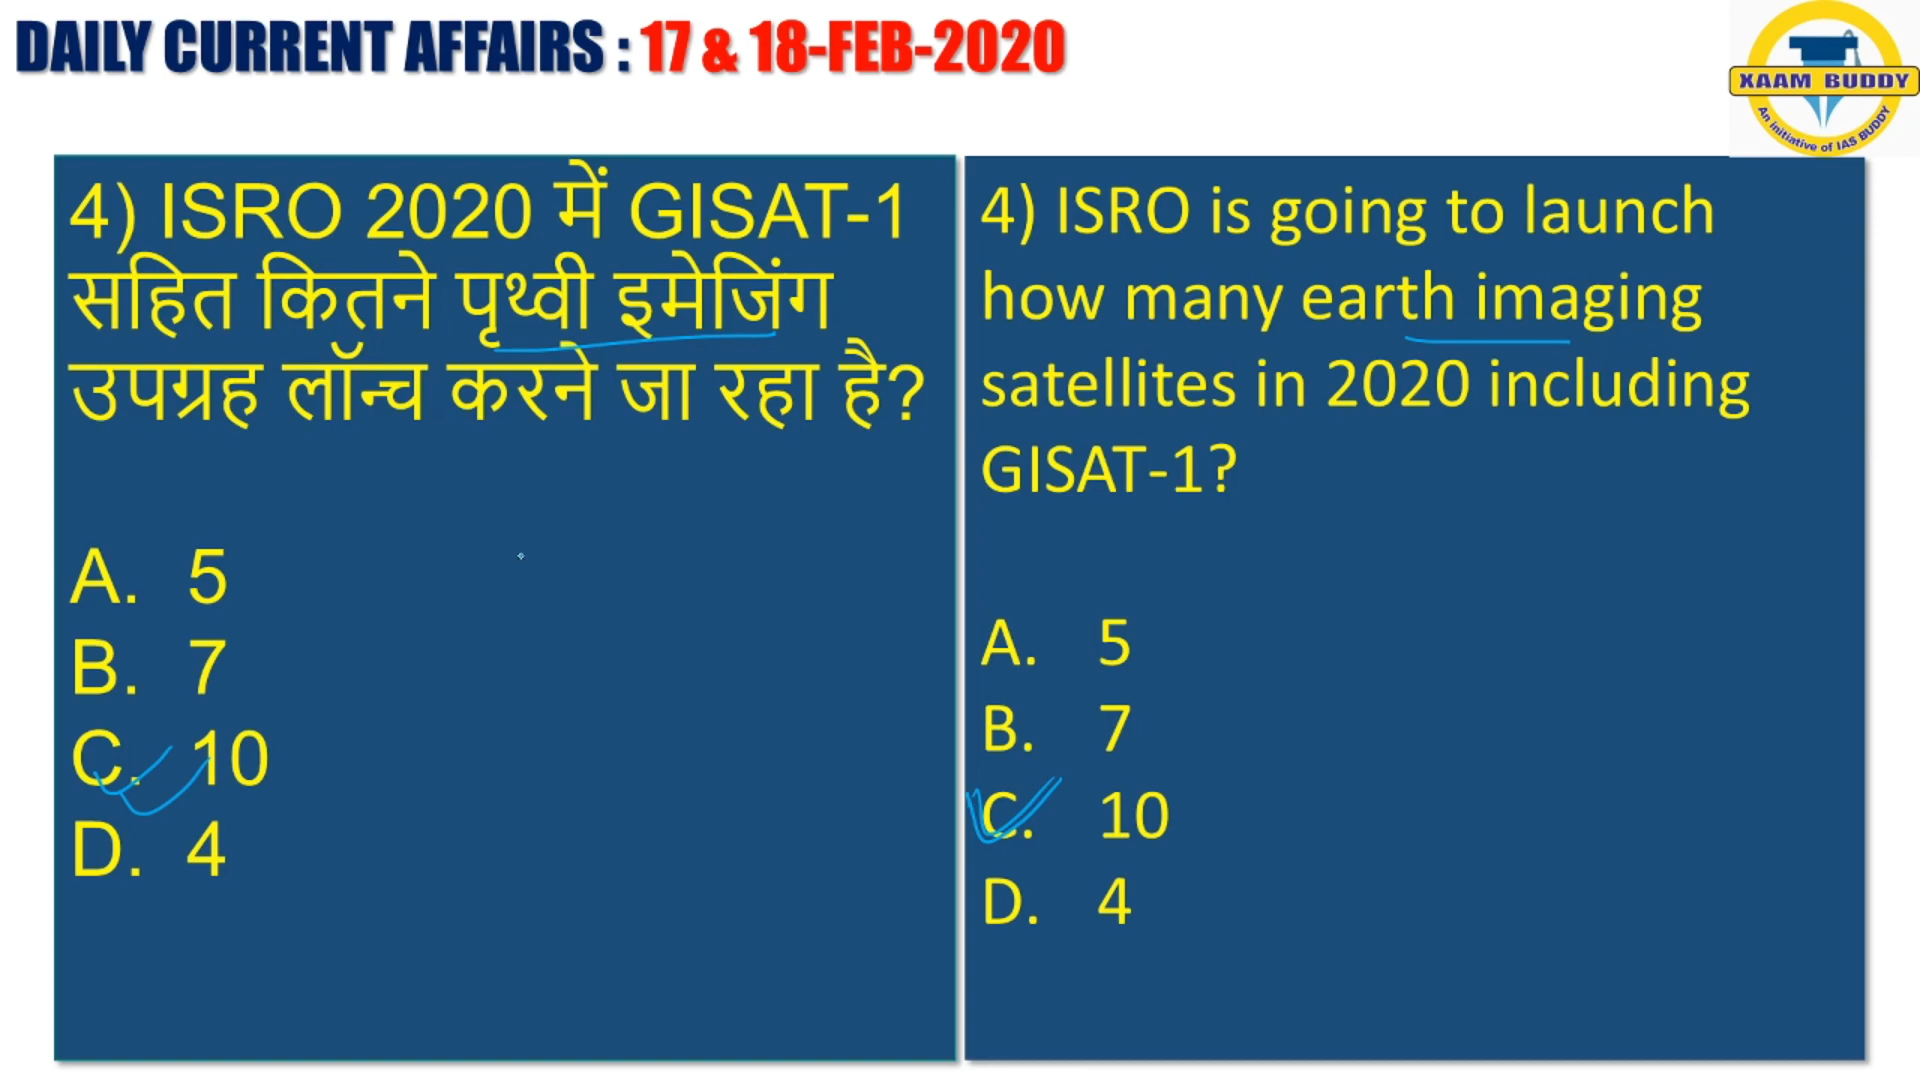 DAILY CURRENT AFFAIRS : 17 & 18-FEB-2020
XAAM BUDDY
An initiative of IAS BUDDY
4) ISRO 2020 में GISAT-1
सहित कितने पृथ्वी इमेजिंग
उपग्रह लॉन्च करने जा रहा है?
A. 5
B. 7
C. 10
D. 4
4) ISRO is going to launch
how many earth imaging
satellites in 2020 including
GISAT-1?
A. 5
B. 7
C. 10
D. 4